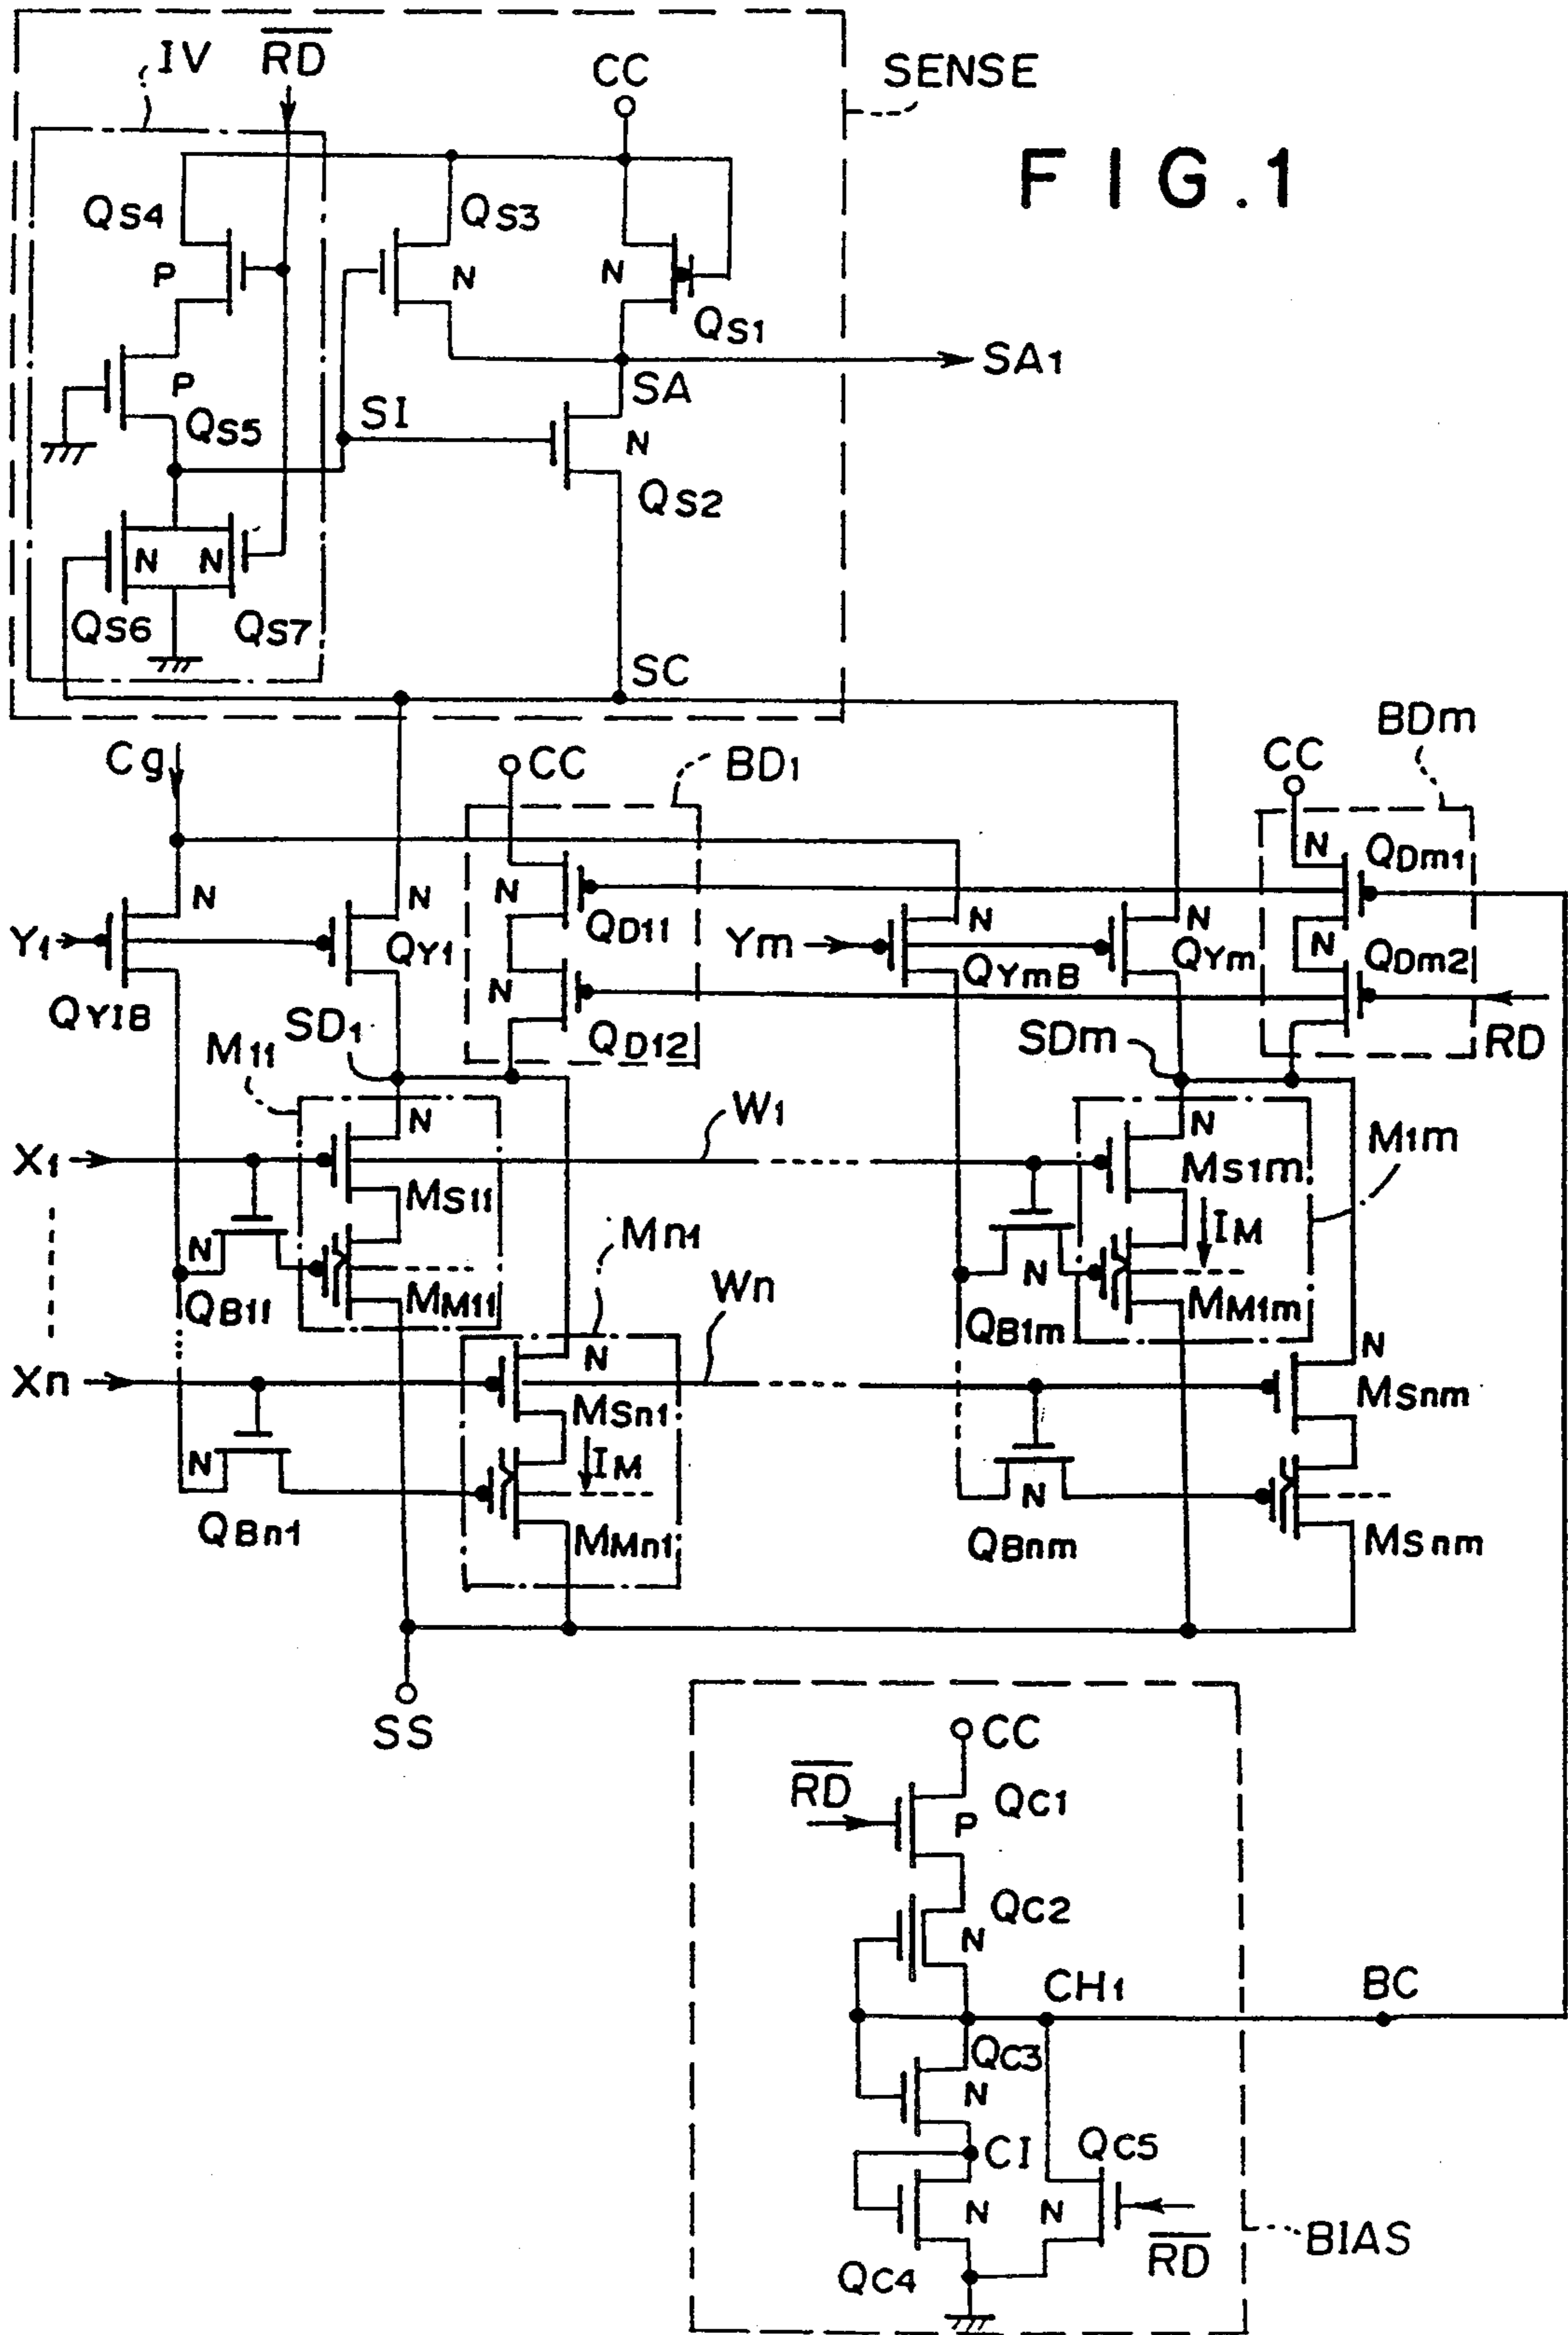 IV
RD
CC
SENSE
FIG.1
QS4
P
QS3
N
N
QS1
P
QS5
SI
SA
SA1
N
QS2
N
N
QS6
QS7
SC
Cg
CC
BD1
CC
BDm
N
N
N
QD11
N
QD12
N
QDm1
N
QDm2
RD
Y1
QY1B
QY1
Ym
N
QYmB
N
QYm
M11
SD1
SDm
N
W1
N
M1m
X1
MS11
MS1m
IM
N
QB11
MM11
Mn1
Wn
N
QB1m
MM1m
Xn
N
MSn1
N
MSnm
N
QBn1
IM
MMn1
N
QBnm
MSnm
SS
CC
RD
QC1
P
QC2
N
CH1
BC
QC3
N
CI
QC5
N
N
QC4
RD
BIAS